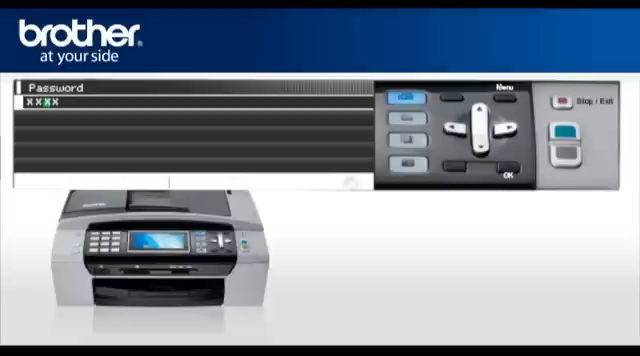 brother
at your side
Password
XXXX
Menu
Stop / Exit
OK